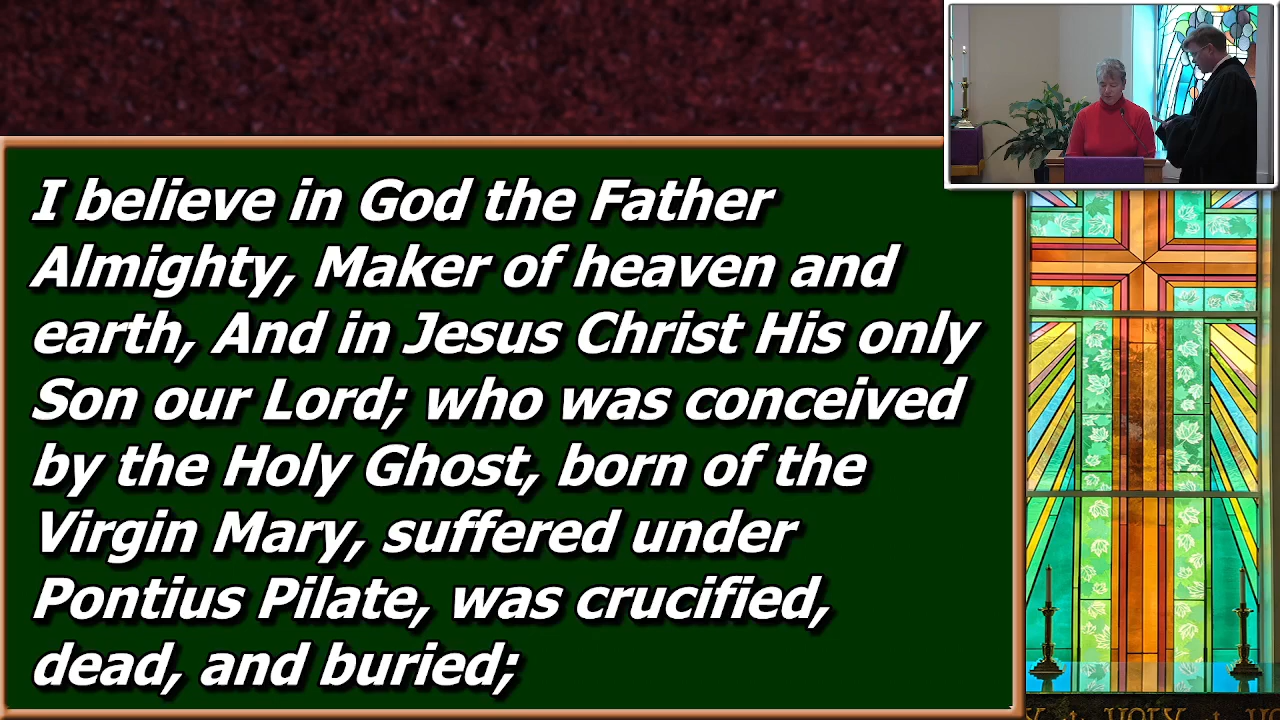 I believe in God the Father
Almighty, Maker of heaven and
earth, And in Jesus Christ His only
Son our Lord; who was conceived
by the Holy Ghost, born of the
Virgin Mary, suffered under
Pontius Pilate, was crucified,
dead, and buried;
HOLY